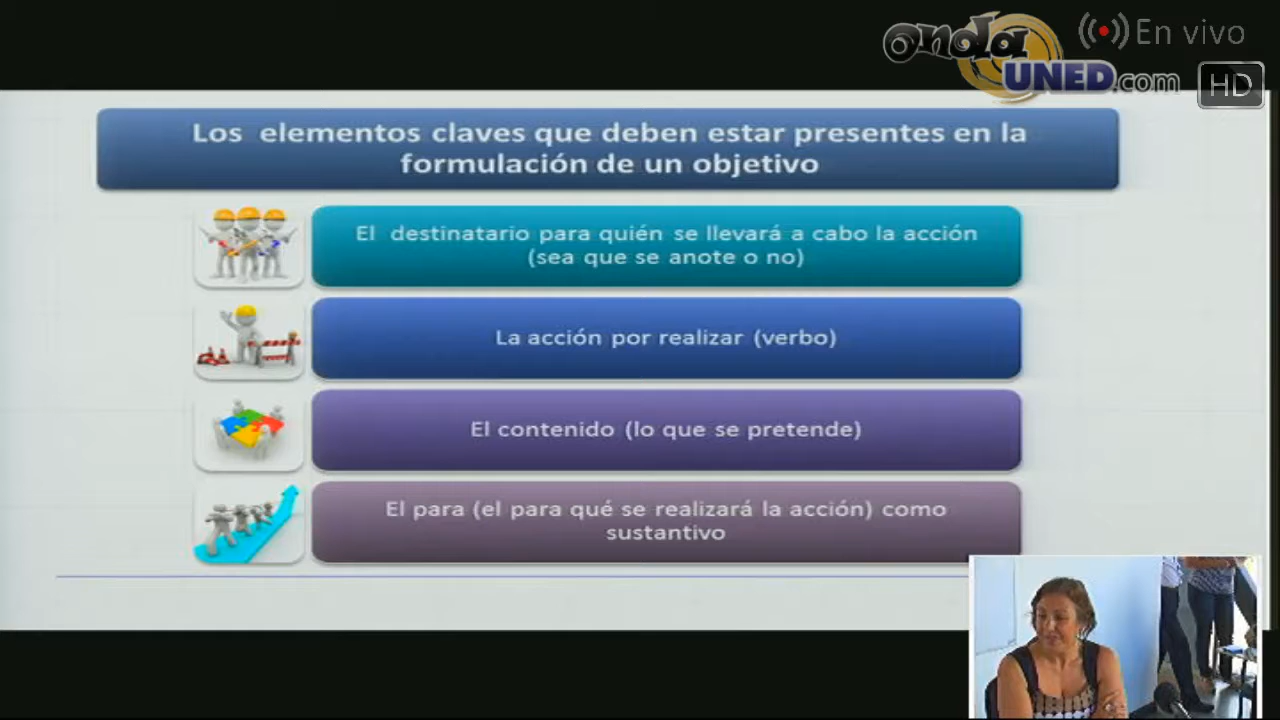 onda
UNED.com
En vivo
HD
Los elementos claves que deben estar presentes en la
formulación de un objetivo
El destinatario para quién se llevará a cabo la acción
(sea que se anote o no)
La acción por realizar (verbo)
El contenido (lo que se pretende)
El para (el para qué se realizará la acción) como
sustantivo